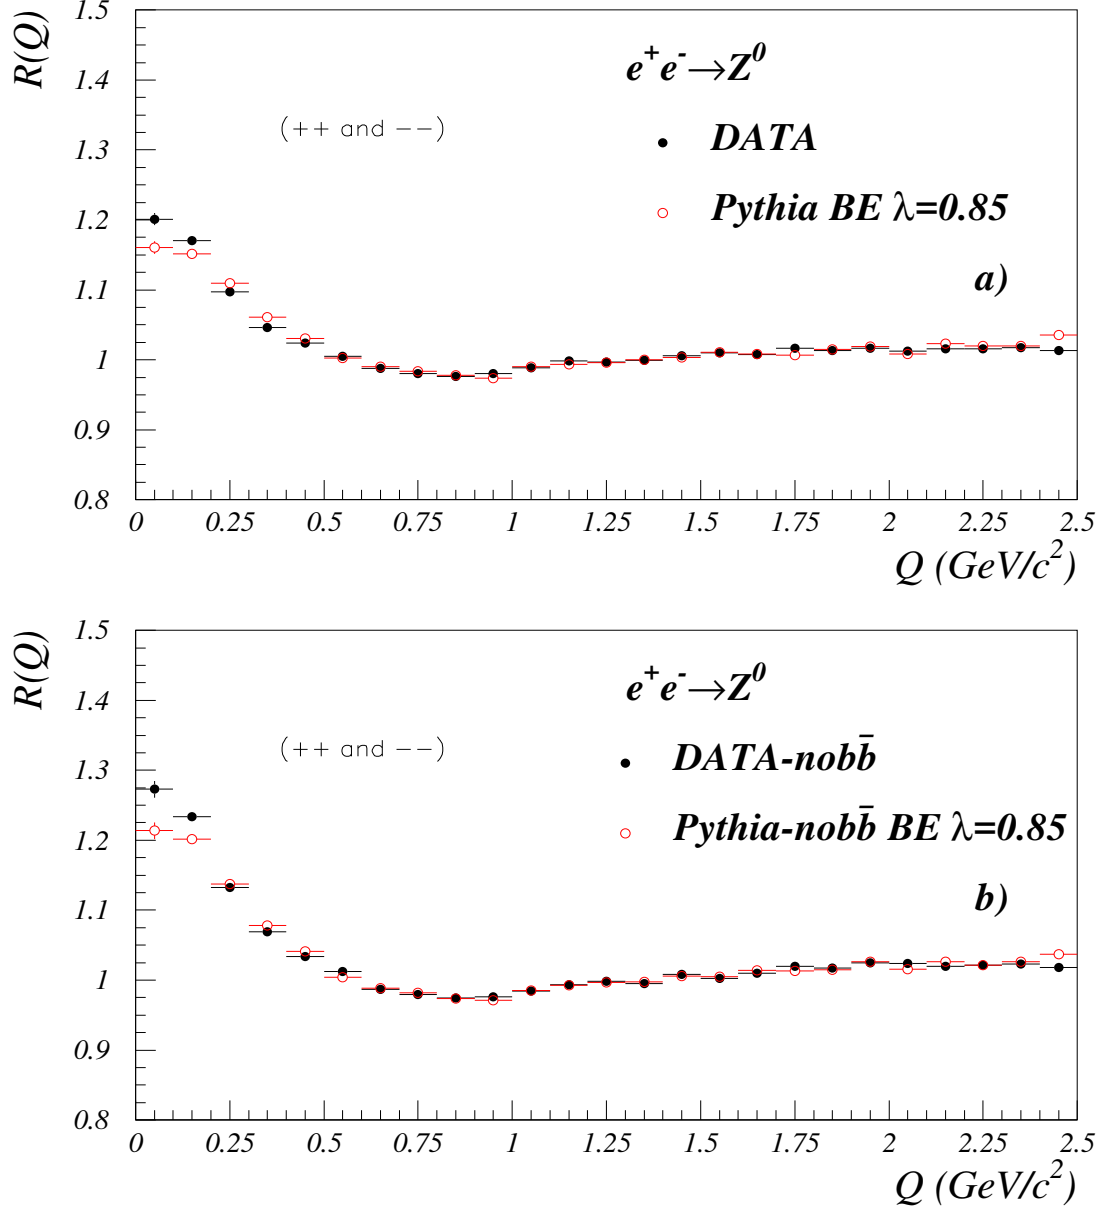 R(Q)
1.5
1.4
1.3
1.2
1.1
1
0.9
0.8
e⁺e⁻→Z⁰
(++ and −−)
DATA
Pythia BE λ=0.85
a)
0 0.25 0.5 0.75 1 1.25 1.5 1.75 2 2.25 2.5
Q (GeV/c²)
R(Q)
1.5
1.4
1.3
1.2
1.1
1
0.9
0.8
e⁺e⁻→Z⁰
(++ and −−)
DATA-nobb̄
Pythia-nobb̄ BE λ=0.85
b)
0 0.25 0.5 0.75 1 1.25 1.5 1.75 2 2.25 2.5
Q (GeV/c²)